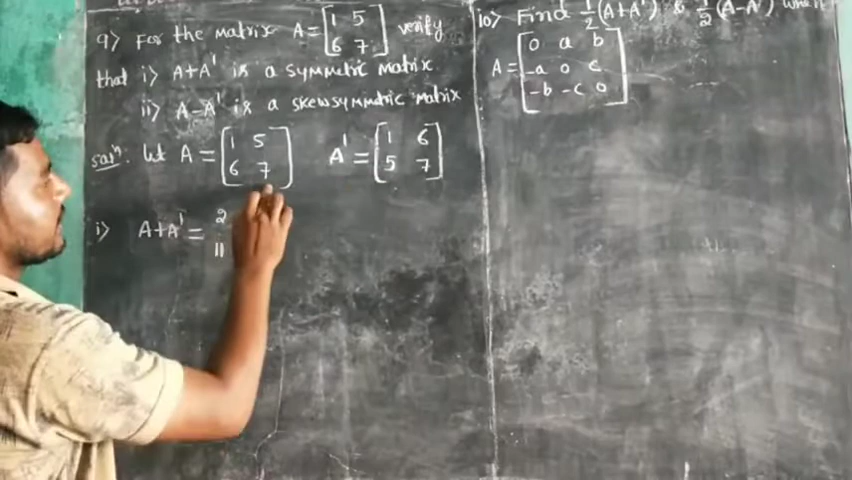 9> For the matrix A = [1 5 verify
6 7]
that i> A+A' is a symmetric matrix.
ii> A-A' is a skewsymmetric matrix
Let A = [1 5 A' = [1 6
6 7] 5 7]
i> A+A' = 2
11
10> Find 1/2 (A+A') & 1/2 (A-A') when
A = [0 a b
-a 0 c
-b -c 0]